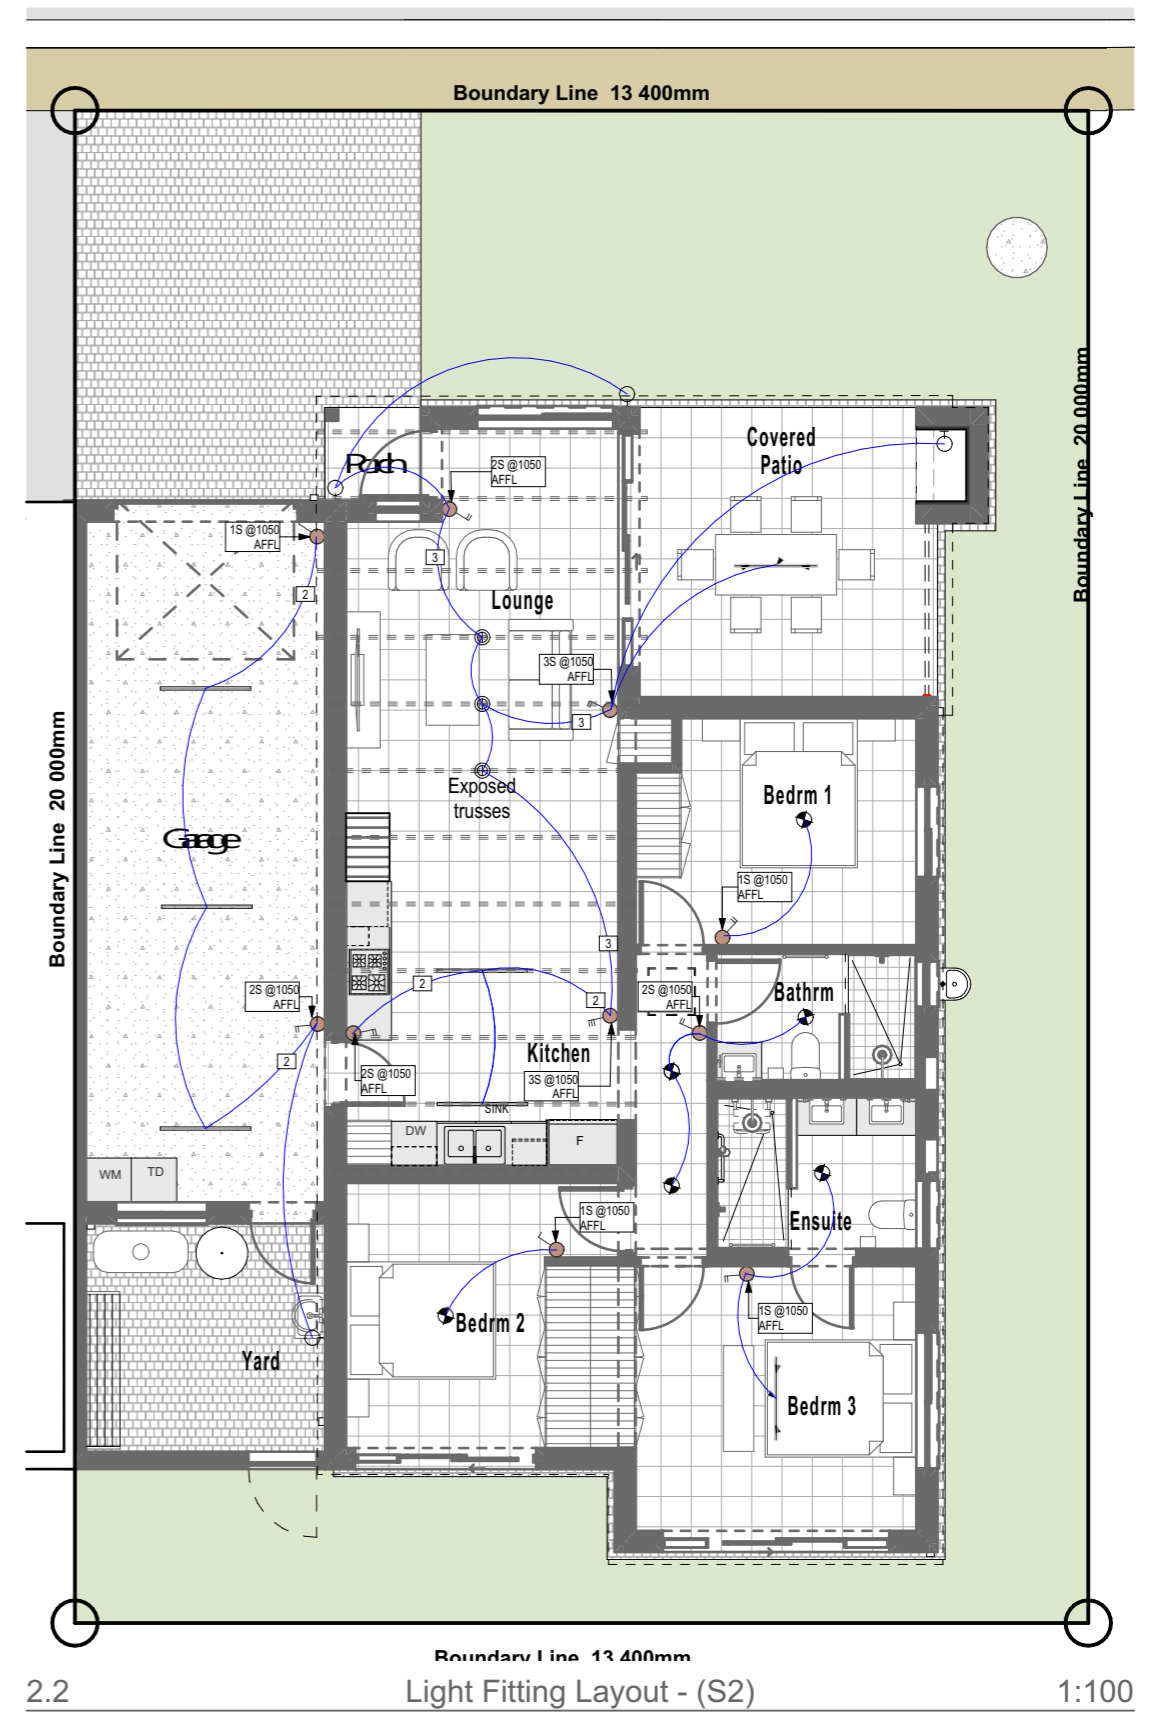 Boundary Line 13 400mm
Covered
Patio
Porch
2S @1050
AFFL
1S @1050
AFFL
3
2
Lounge
Boundary Line 20 000mm
3S @1050
AFFL
3
Boundary Line 20 000mm
Exposed
trusses
Bedrm 1
Garage
1S @1050
AFFL
3
2
2
2S @1050
AFFL
2S @1050
AFFL
Bathrm
Kitchen
2
2S @1050
AFFL
3S @1050
AFFL
SINK
DW
F
WM
TD
1S @1050
AFFL
Ensuite
1S @1050
AFFL
Bedrm 2
Yard
Bedrm 3
Boundary Line 13 400mm
2.2
Light Fitting Layout - (S2)
1:100